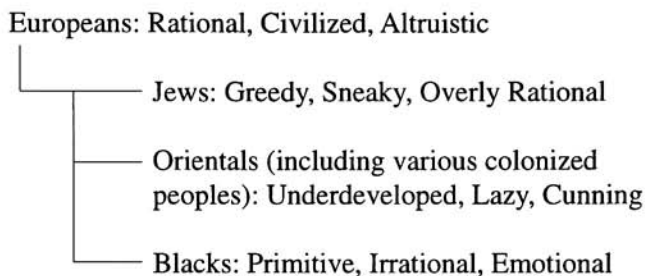 Europeans: Rational, Civilized, Altruistic
Jews: Greedy, Sneaky, Overly Rational
Orientals (including various colonized
peoples): Underdeveloped, Lazy, Cunning
Blacks: Primitive, Irrational, Emotional